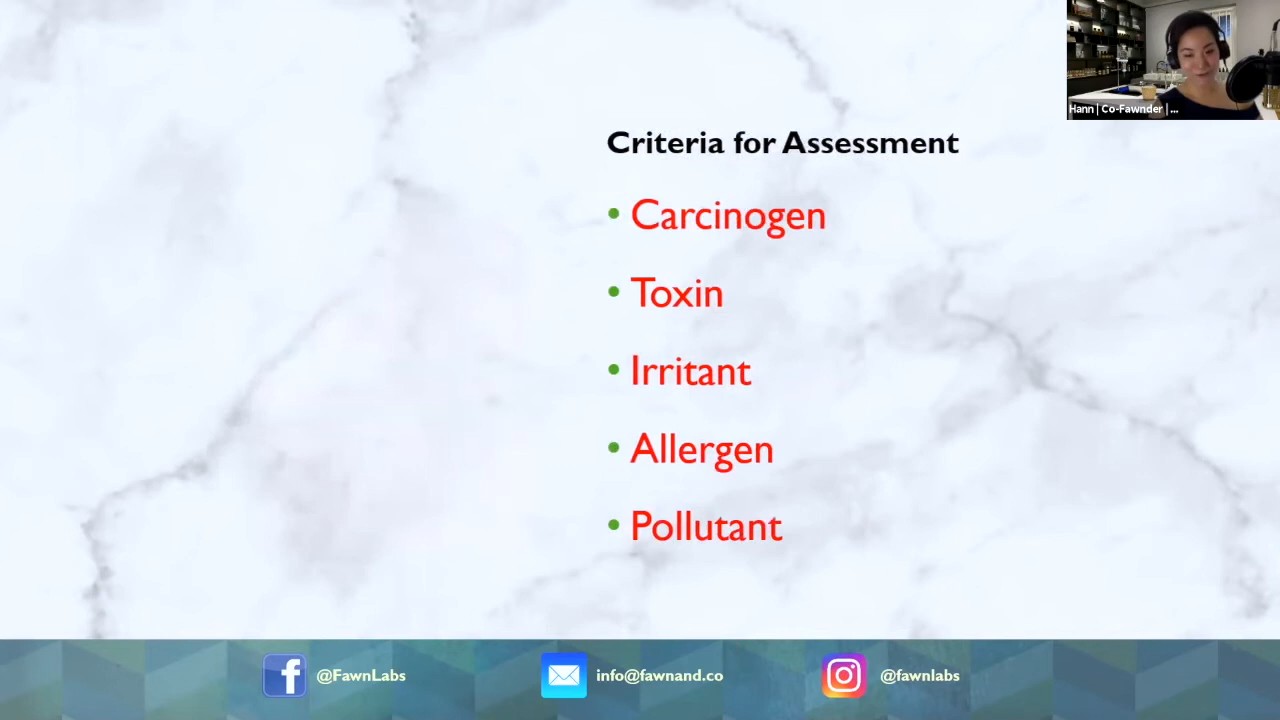 Hann | Co-Fawnder | ...
Criteria for Assessment
• Carcinogen
• Toxin
• Irritant
• Allergen
• Pollutant
@FawnLabs
info@fawnand.co
@fawnlabs